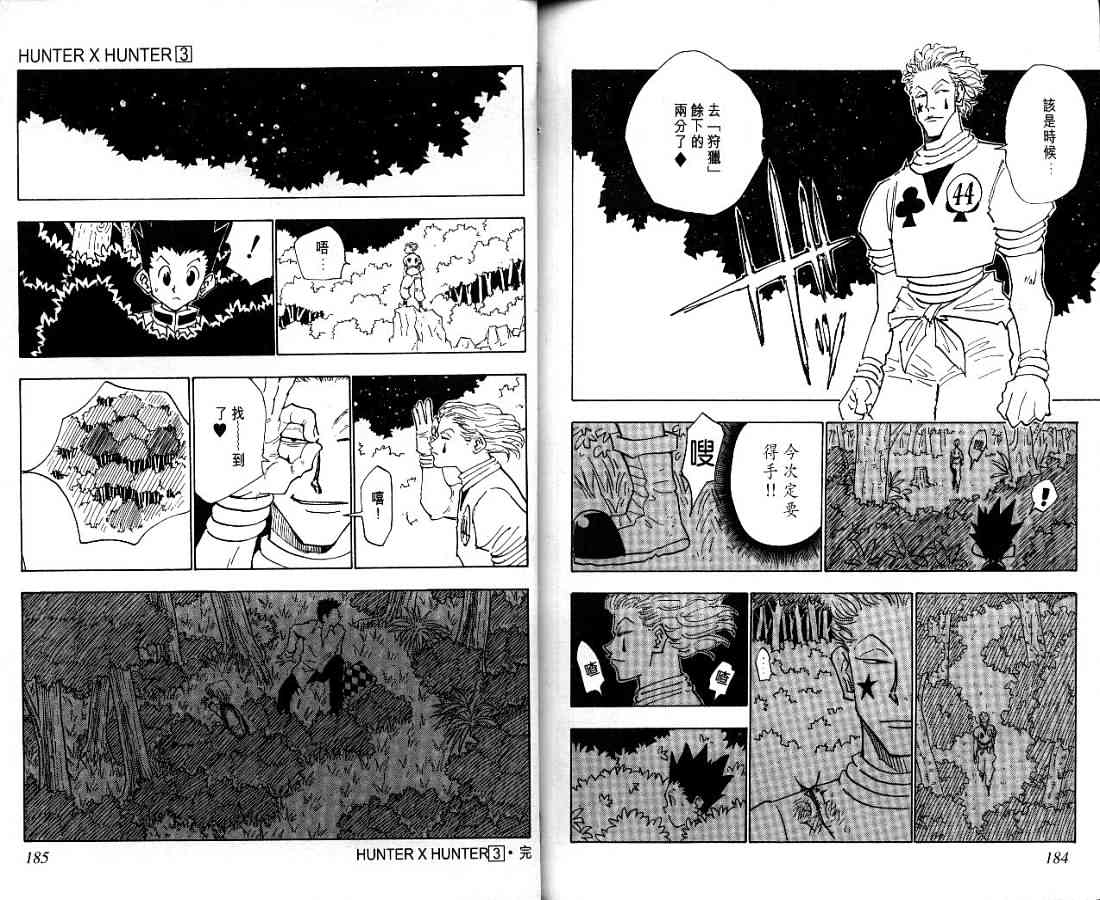 該是時候…
去「狩獵」
餘下的
兩分了♦
44
!
今次定要
得手!!
嗖
…
喳
喳
184
HUNTER X HUNTER 3
唔…
!
嘻!
找~~到
了♥
185
HUNTER X HUNTER 3・完